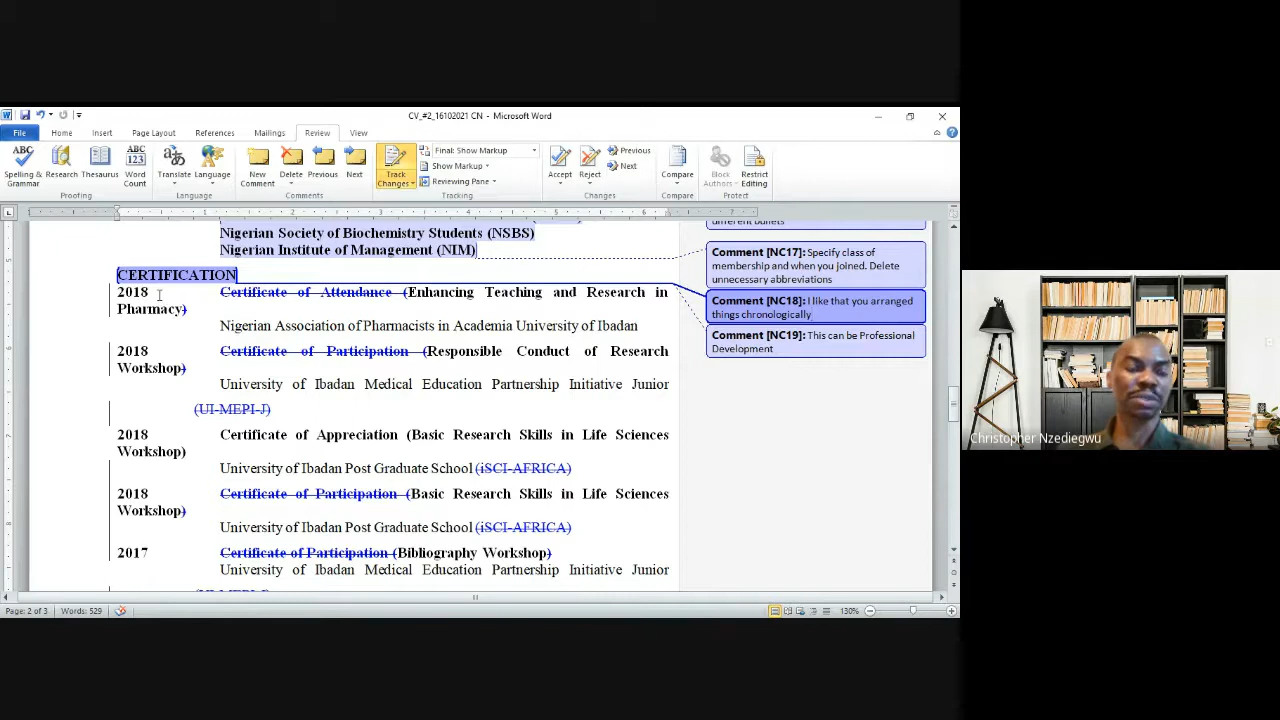 CV_#2_16102021 CN - Microsoft Word
File Home Insert Page Layout References Mailings Review View
Spelling & Grammar
Research
Thesaurus
Word Count
Translate
Language
New Comment
Delete
Previous
Next
Track Changes
Final: Show Markup
Show Markup
Reviewing Pane
Accept
Reject
Previous
Next
Compare
Block Authors
Restrict Editing
Proofing Language Comments Tracking Changes Compare Protect
1 1 2 3 4 5 6 7
different bullets
Nigerian Society of Biochemistry Students (NSBS)
Nigerian Institute of Management (NIM)
Comment [NC17]: Specify class of
membership and when you joined. Delete
unnecessary abbreviations
CERTIFICATION
2018 Certificate of Attendance (Enhancing Teaching and Research in
Pharmacy)
Comment [NC18]: I like that you arranged
things chronologically
Nigerian Association of Pharmacists in Academia University of Ibadan
Comment [NC19]: This can be Professional
Development
2018 Certificate of Participation (Responsible Conduct of Research
Workshop)
University of Ibadan Medical Education Partnership Initiative Junior
(UI-MEPI-J)
2018 Certificate of Appreciation (Basic Research Skills in Life Sciences
Workshop)
University of Ibadan Post Graduate School (iSCI-AFRICA)
2018 Certificate of Participation (Basic Research Skills in Life Sciences
Workshop)
University of Ibadan Post Graduate School (iSCI-AFRICA)
2017 Certificate of Participation (Bibliography Workshop)
University of Ibadan Medical Education Partnership Initiative Junior
Page: 2 of 3 Words: 529 130%
Christopher Nzediegwu